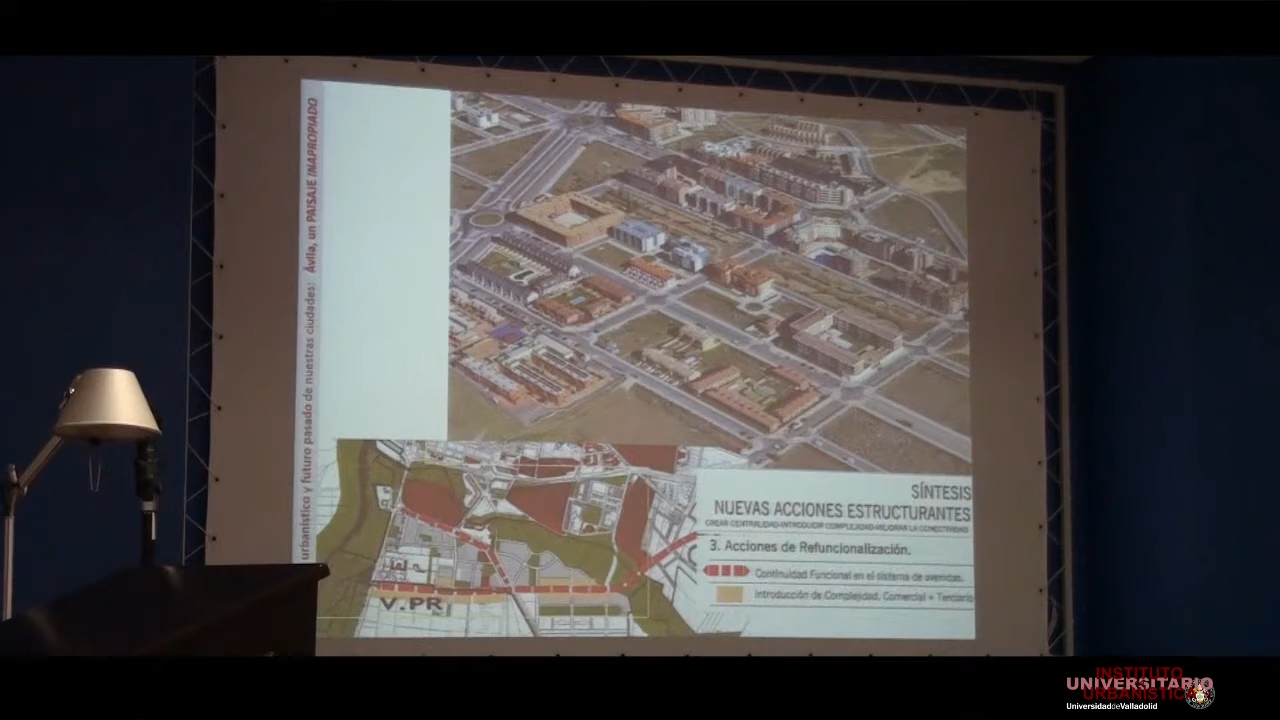 urbanístico y futuro pasado de nuestras ciudades: Ávila, un PAISAJE INAPROPIADO
SÍNTESIS
NUEVAS ACCIONES ESTRUCTURANTES
CREAR CENTRALIDAD-INTRODUCIR COMPLEJIDAD-MEJORAR LA CONECTIVIDAD
3. Acciones de Refuncionalización.
Continuidad Funcional en el sistema de avenidas.
Introducción de Complejidad. Comercial + Terciario
V.PRI
INSTITUTO
UNIVERSITARIO
URBANÍSTICA
UniversidaddeValladolid